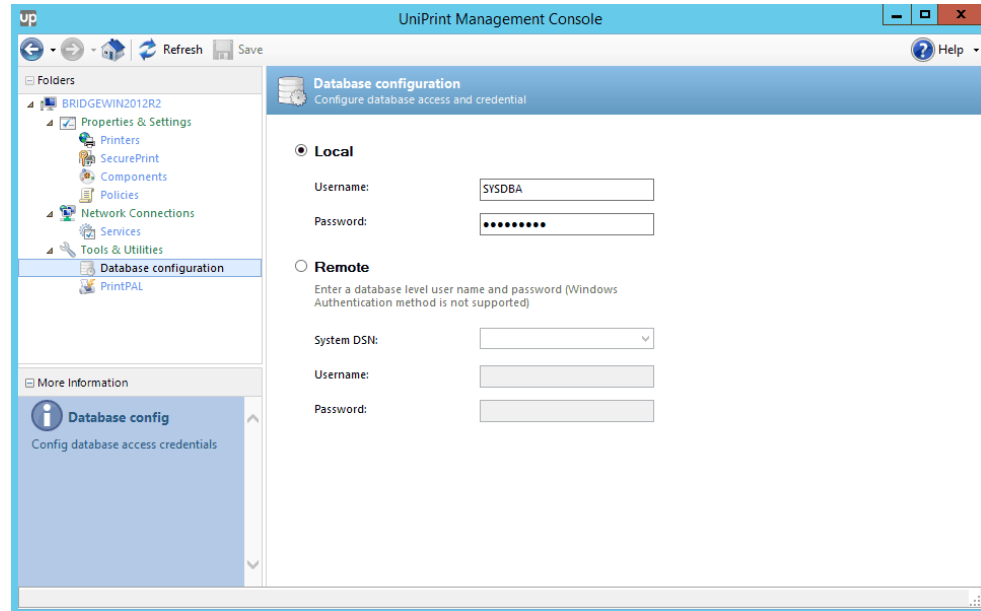 up
UniPrint Management Console
Refresh
Save
Help
Folders
BRIDGEWIN2012R2
Properties & Settings
Printers
SecurePrint
Components
Policies
Network Connections
Services
Tools & Utilities
Database configuration
PrintPAL
More Information
Database config
Config database access credentials
Database configuration
Configure database access and credential
Local
Username:
SYSDBA
Password:
•••••••••
Remote
Enter a database level user name and password (Windows
Authentication method is not supported)
System DSN:
Username:
Password: